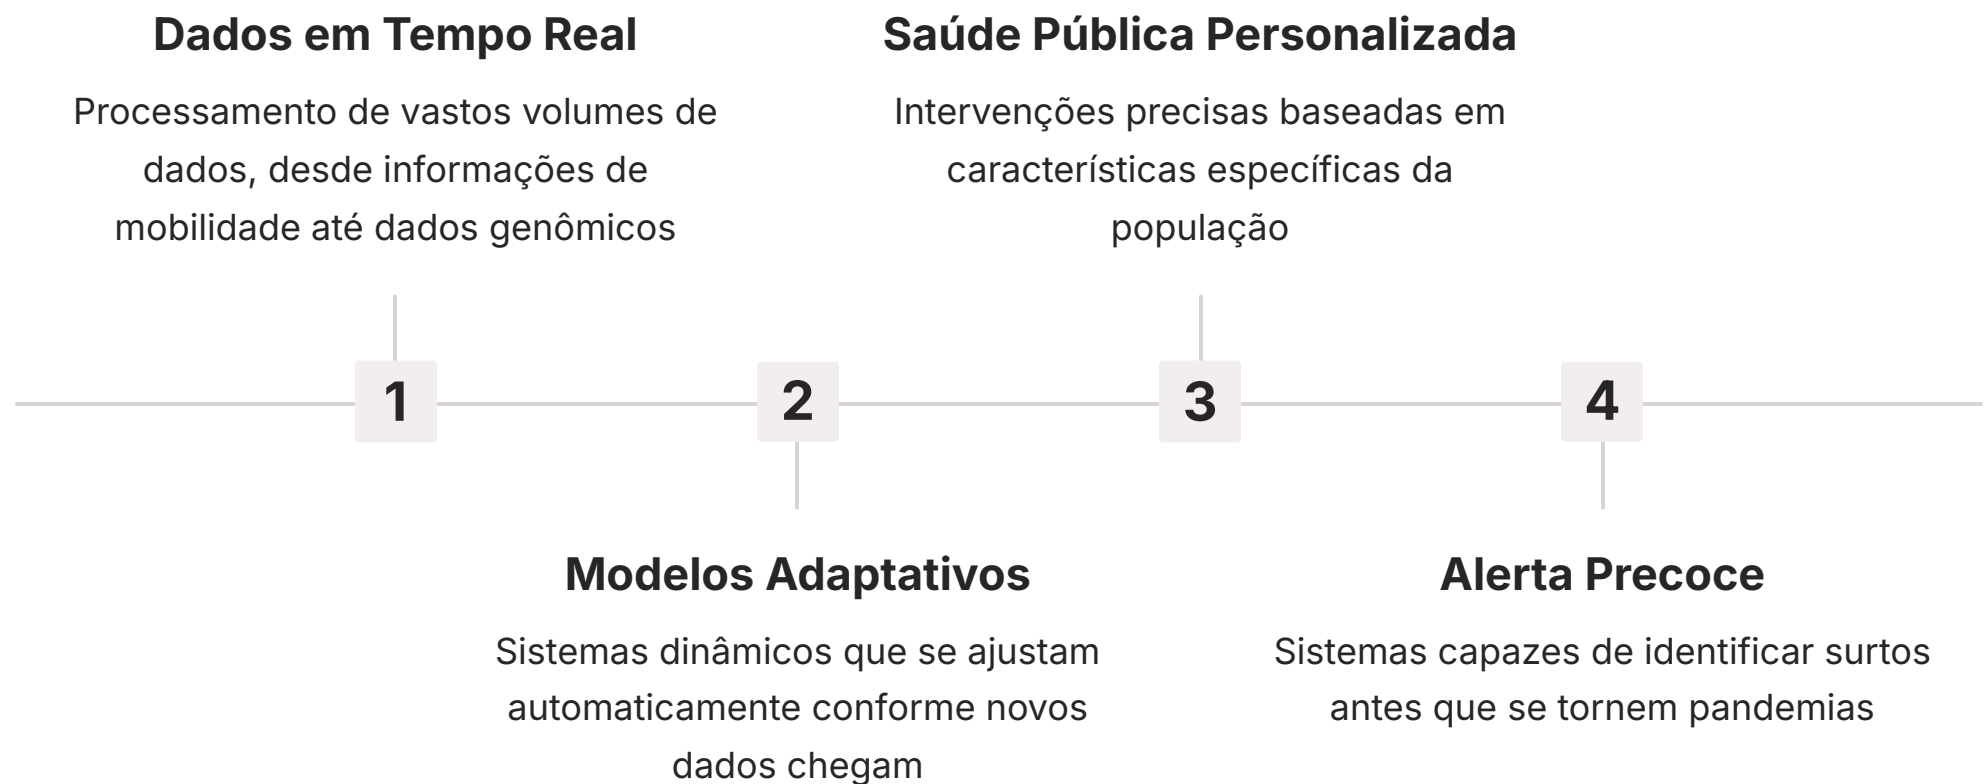 Dados em Tempo Real
Processamento de vastos volumes de
dados, desde informações de
mobilidade até dados genômicos
1
2
Modelos Adaptativos
Sistemas dinâmicos que se ajustam
automaticamente conforme novos
dados chegam
Saúde Pública Personalizada
Intervenções precisas baseadas em
características específicas da
população
3
4
Alerta Precoce
Sistemas capazes de identificar surtos
antes que se tornem pandemias